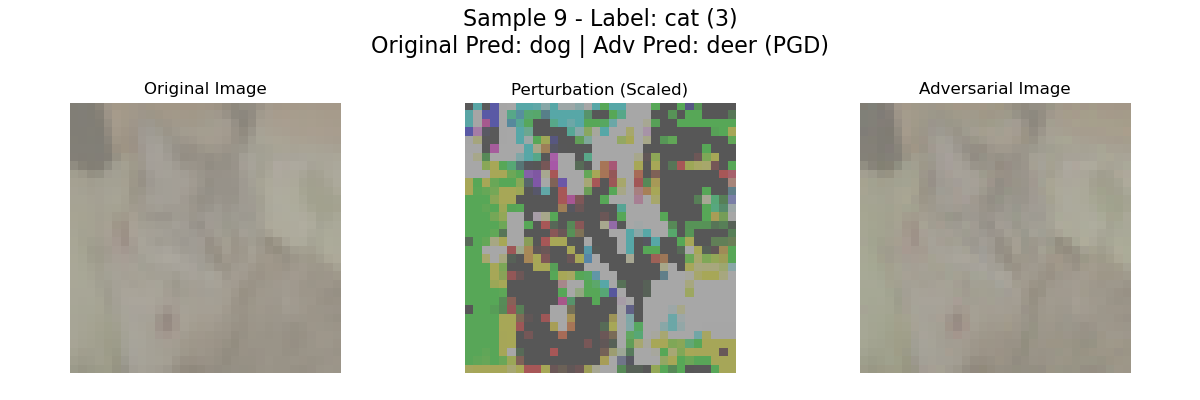 Sample 9 - Label: cat (3)
Original Pred: dog | Adv Pred: deer (PGD)
Original Image
Perturbation (Scaled)
Adversarial Image